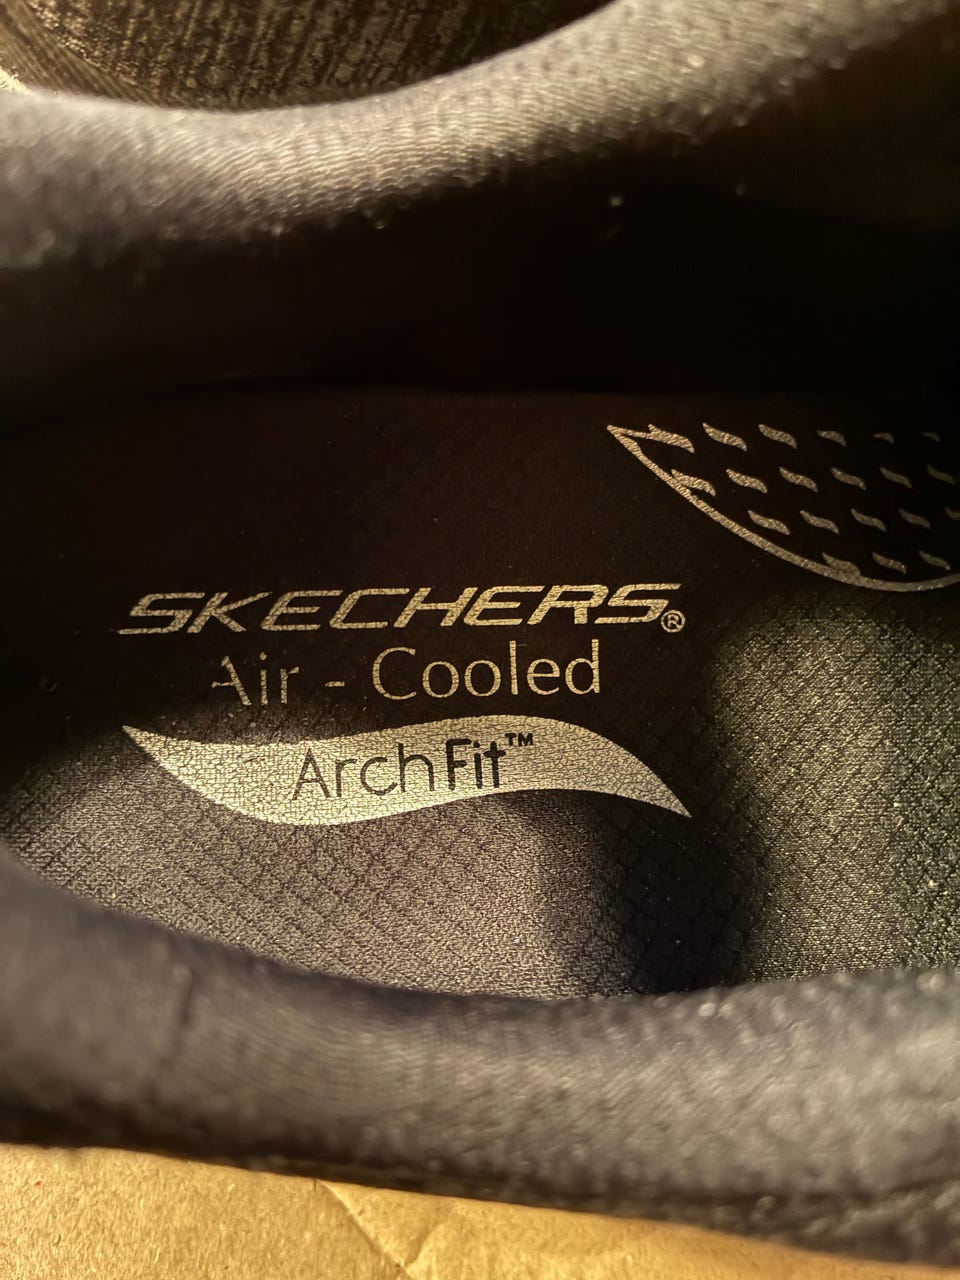 SKECHERS®
Air - Cooled
ArchFit™